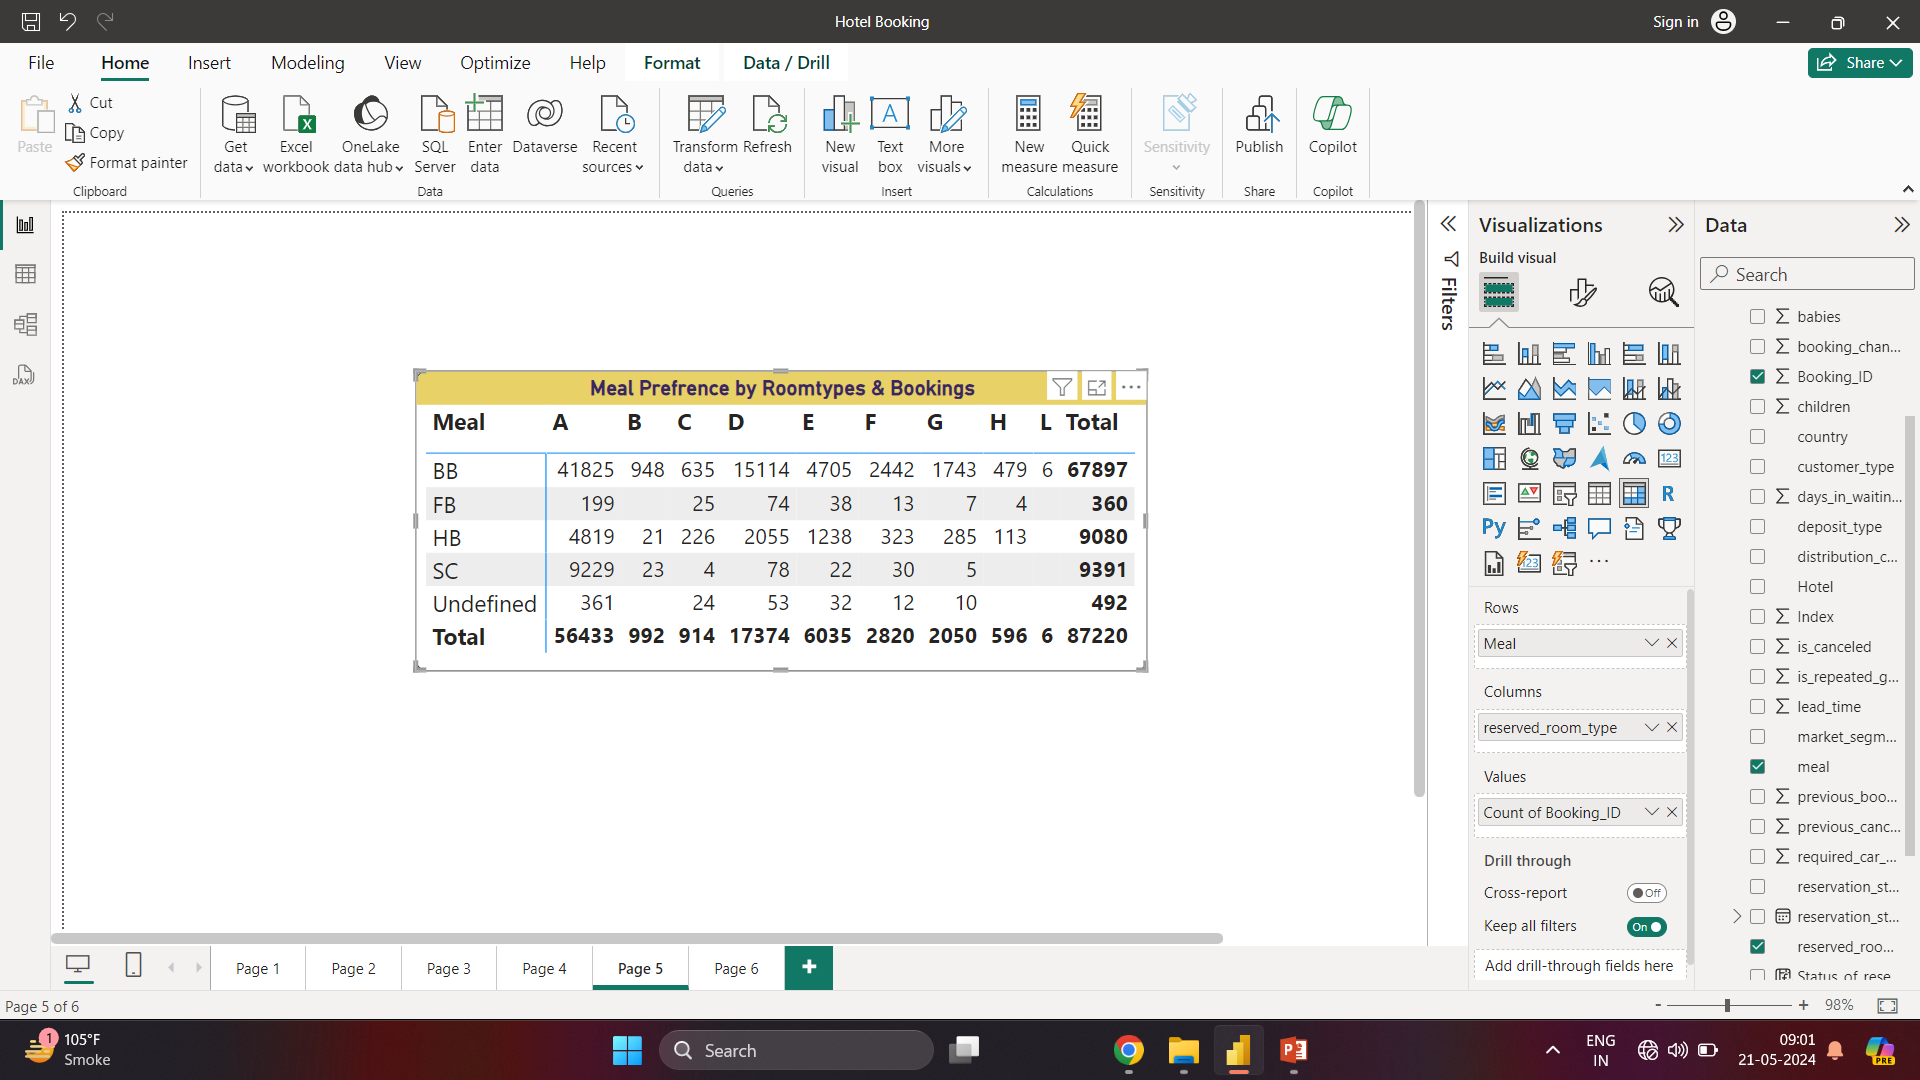 Hotel Booking
Sign in
File Home Insert Modeling View Optimize Help Format Data / Drill
Share
Paste
Cut
Copy
Format painter
Clipboard
Get data
Excel workbook
OneLake data hub
SQL Server
Enter data
Dataverse
Recent sources
Data
Transform data
Refresh
Queries
New visual
Text box
More visuals
Insert
New measure
Quick measure
Calculations
Sensitivity
Sensitivity
Publish
Share
Copilot
Copilot
Meal Prefrence by Roomtypes & Bookings
Meal A B C D E F G H L Total
BB 41825 948 635 15114 4705 2442 1743 479 6 67897
FB 199 25 74 38 13 7 4 360
HB 4819 21 226 2055 1238 323 285 113 9080
SC 9229 23 4 78 22 30 5 9391
Undefined 361 24 53 32 12 10 492
Total 56433 992 914 17374 6035 2820 2050 596 6 87220
Filters
Visualizations
Build visual
123
R
Py
123
Rows
Meal
Columns
reserved_room_type
Values
Count of Booking_ID
Drill through
Cross-report Off
Keep all filters On
Add drill-through fields here
Data
Search
babies
booking_chan...
Booking_ID
children
country
customer_type
days_in_waitin...
deposit_type
distribution_c...
Hotel
Index
is_canceled
is_repeated_g...
lead_time
market_segm...
meal
previous_boo...
previous_canc...
required_car_...
reservation_st...
reservation_st...
reserved_roo...
Status_of_rese
DAX
Page 1 Page 2 Page 3 Page 4 Page 5 Page 6 +
Page 5 of 6
- + 98%
1
105°F
Smoke
Search
ENG
IN
09:01
21-05-2024
PRE